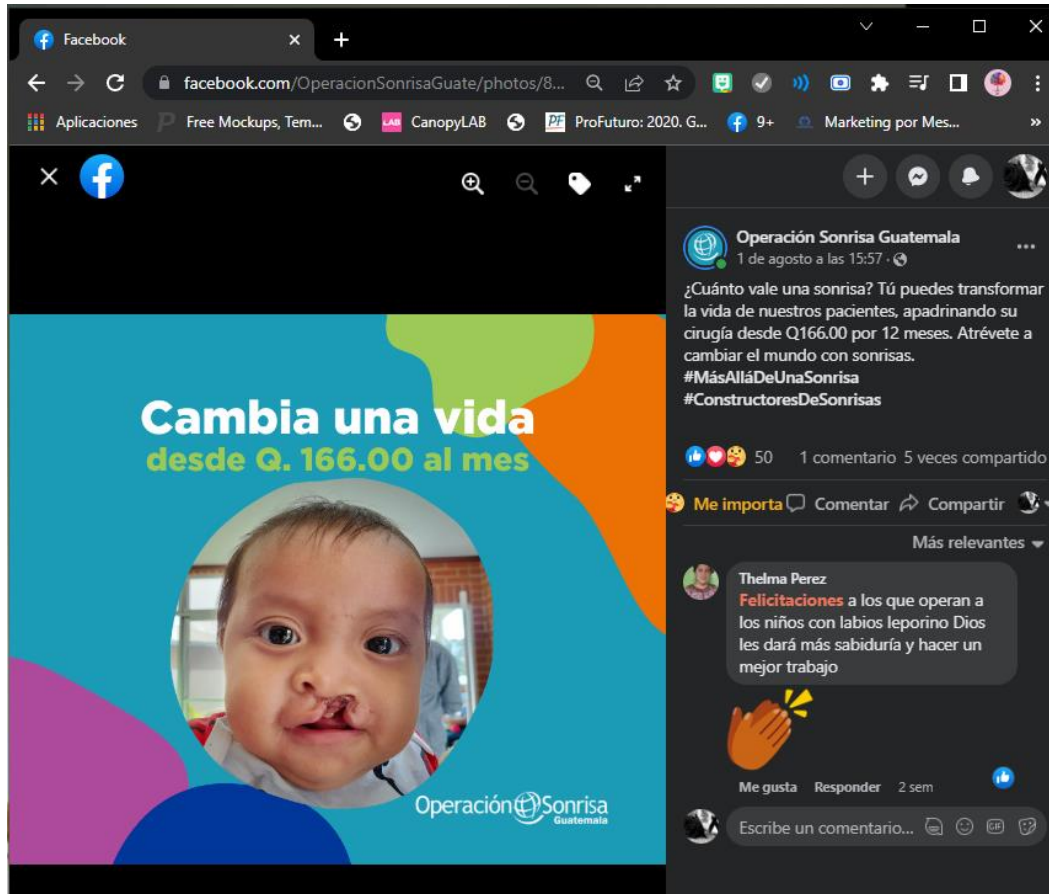 Facebook
facebook.com/OperacionSonrisaGuate/photos/8...
Aplicaciones
Free Mockups, Tem...
LAB
CanopyLAB
PF
ProFuturo: 2020. G...
9+
Marketing por Mes...
»
Operación Sonrisa Guatemala
1 de agosto a las 15:57 ·
¿Cuánto vale una sonrisa? Tú puedes transformar
la vida de nuestros pacientes, apadrinando su
cirugía desde Q166.00 por 12 meses. Atrévete a
cambiar el mundo con sonrisas.
#MásAlláDeUnaSonrisa
#ConstructoresDeSonrisas
50 1 comentario 5 veces compartido
Me importa Comentar Compartir
Más relevantes
Thelma Perez
Felicitaciones a los que operan a
los niños con labios leporino Dios
les dará más sabiduría y hacer un
mejor trabajo
Me gusta Responder 2 sem
Escribe un comentario...
GIF
Cambia una vida
desde Q. 166.00 al mes
Operación Sonrisa
Guatemala